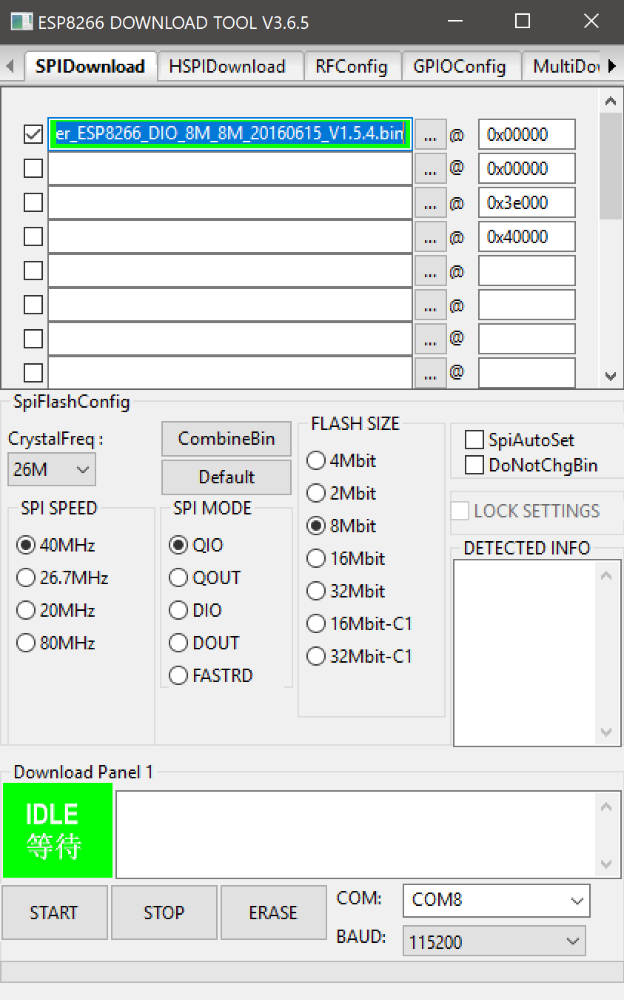 ESP8266 DOWNLOAD TOOL V3.6.5
SPIDownload HSPIDownload RFConfig GPIOConfig MultiDow
er_ESP8266_DIO_8M_8M_20160615_V1.5.4.bin ... @ 0x00000
... @ 0x00000
... @ 0x3e000
... @ 0x40000
... @
... @
... @
... @
SpiFlashConfig
CrystalFreq :
26M
CombineBin
Default
SPI SPEED
40MHz
26.7MHz
20MHz
80MHz
SPI MODE
QIO
QOUT
DIO
DOUT
FASTRD
FLASH SIZE
4Mbit
2Mbit
8Mbit
16Mbit
32Mbit
16Mbit-C1
32Mbit-C1
SpiAutoSet
DoNotChgBin
LOCK SETTINGS
DETECTED INFO
Download Panel 1
IDLE
等待
START STOP ERASE
COM: COM8
BAUD: 115200